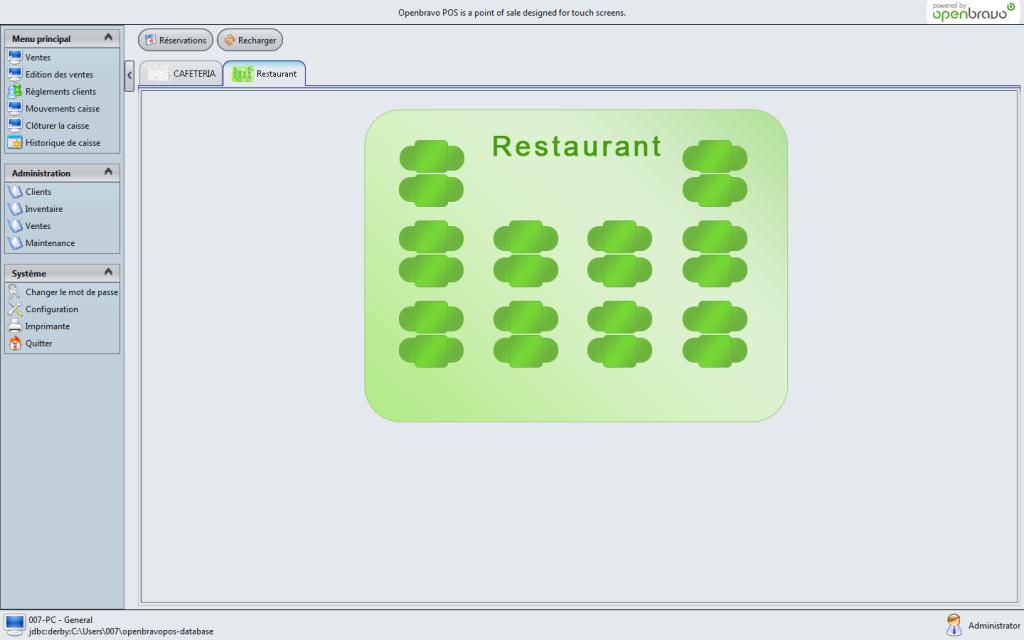 Openbravo POS is a point of sale designed for touch screens.
powered by
openbravo
Menu principal
Ventes
Edition des ventes
Règlements clients
Mouvements caisse
Clôturer la caisse
Historique de caisse
Administration
Clients
Inventaire
Ventes
Maintenance
Système
Changer le mot de passe
Configuration
Imprimante
Quitter
Réservations
Recharger
CAFETERIA
Restaurant
Restaurant
007-PC - General
jdbc:derby:C:\Users\007\openbravopos-database
Administrator